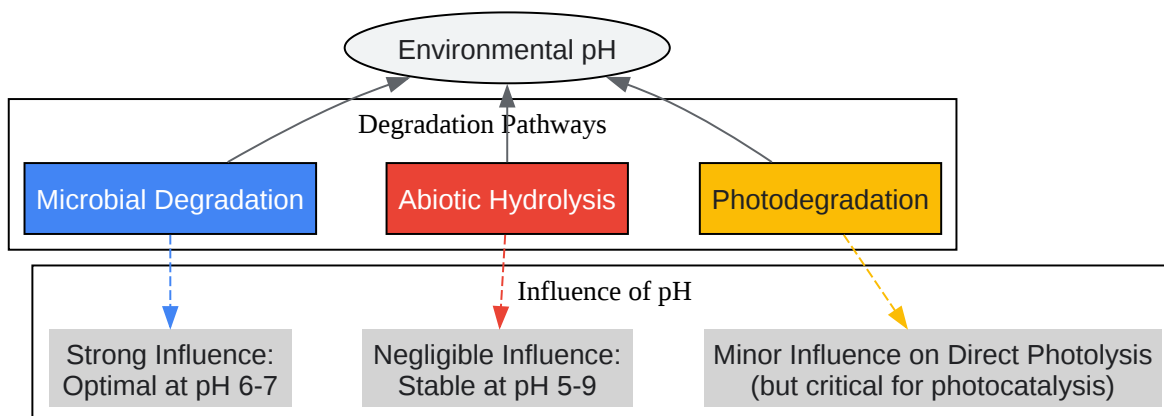 Environmental pH
Degradation Pathways
Microbial Degradation
Abiotic Hydrolysis
Photodegradation
Influence of pH
Strong Influence:
Optimal at pH 6-7
Negligible Influence:
Stable at pH 5-9
Minor Influence on Direct Photolysis
(but critical for photocatalysis)